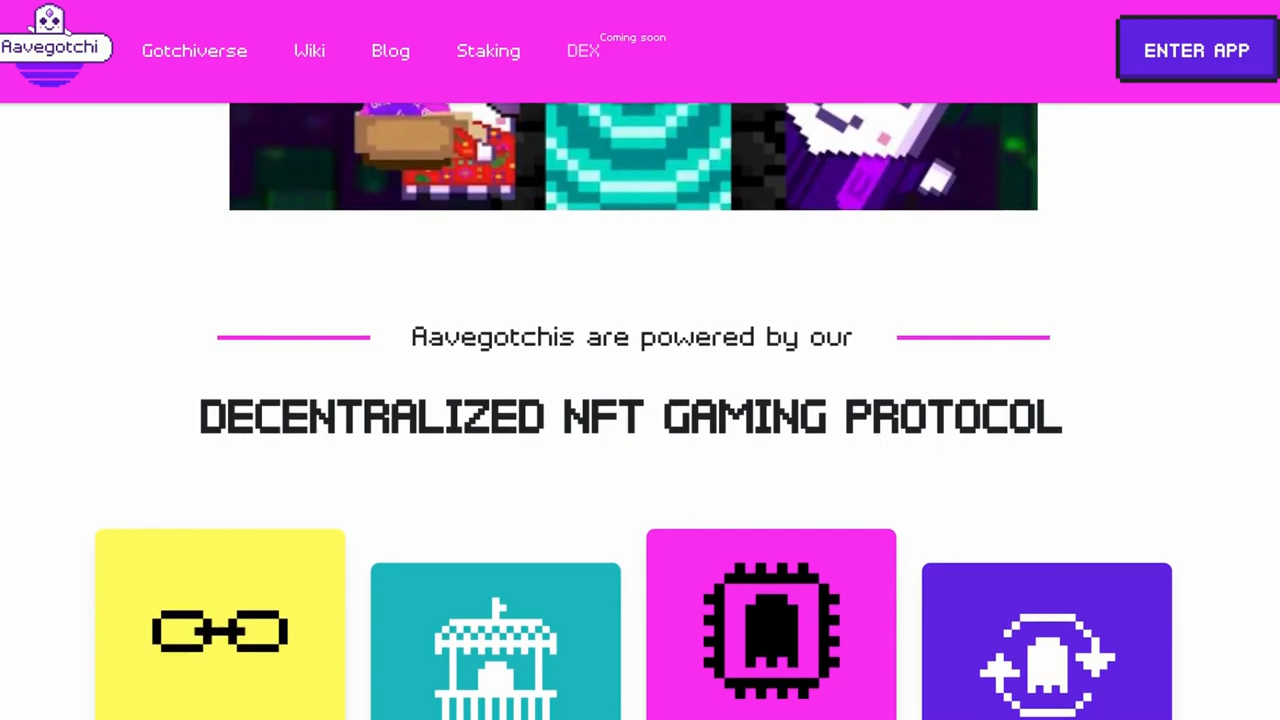 Aavegotchi
Gotchiverse
Wiki
Blog
Staking
DEX
Coming soon
ENTER APP
Aavegotchis are powered by our
DECENTRALIZED NFT GAMING PROTOCOL